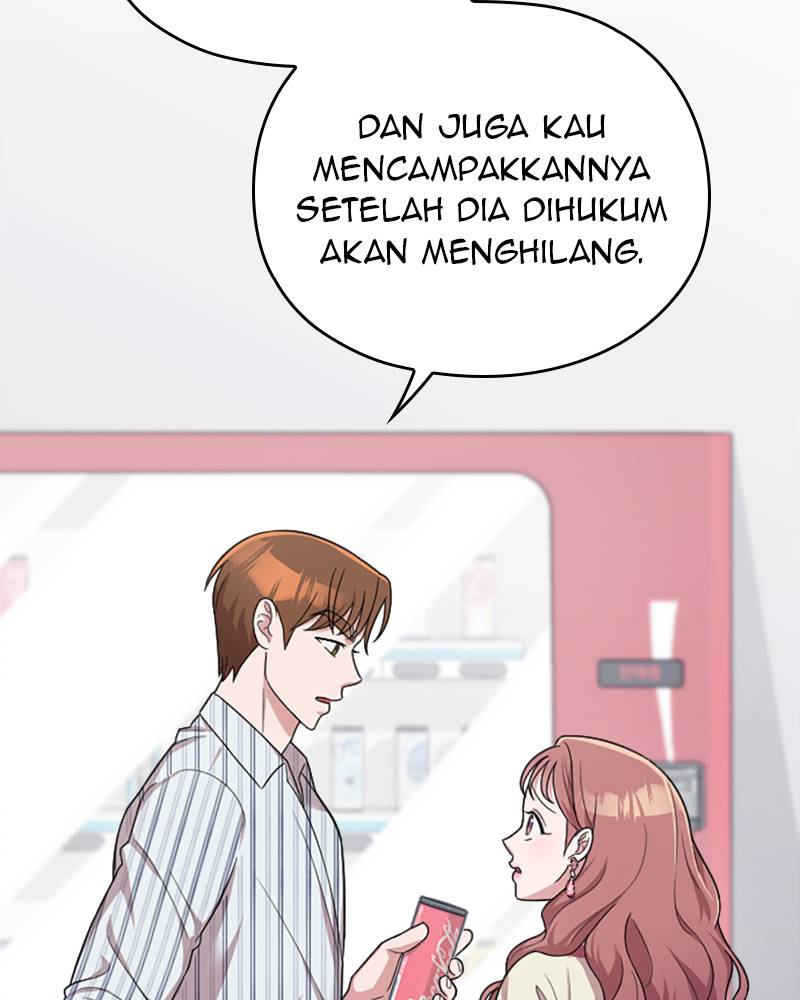 DAN JUGA KAU
MENCAMPAKKANNYA
SETELAH DIA DIHUKUM
AKAN MENGHILANG.